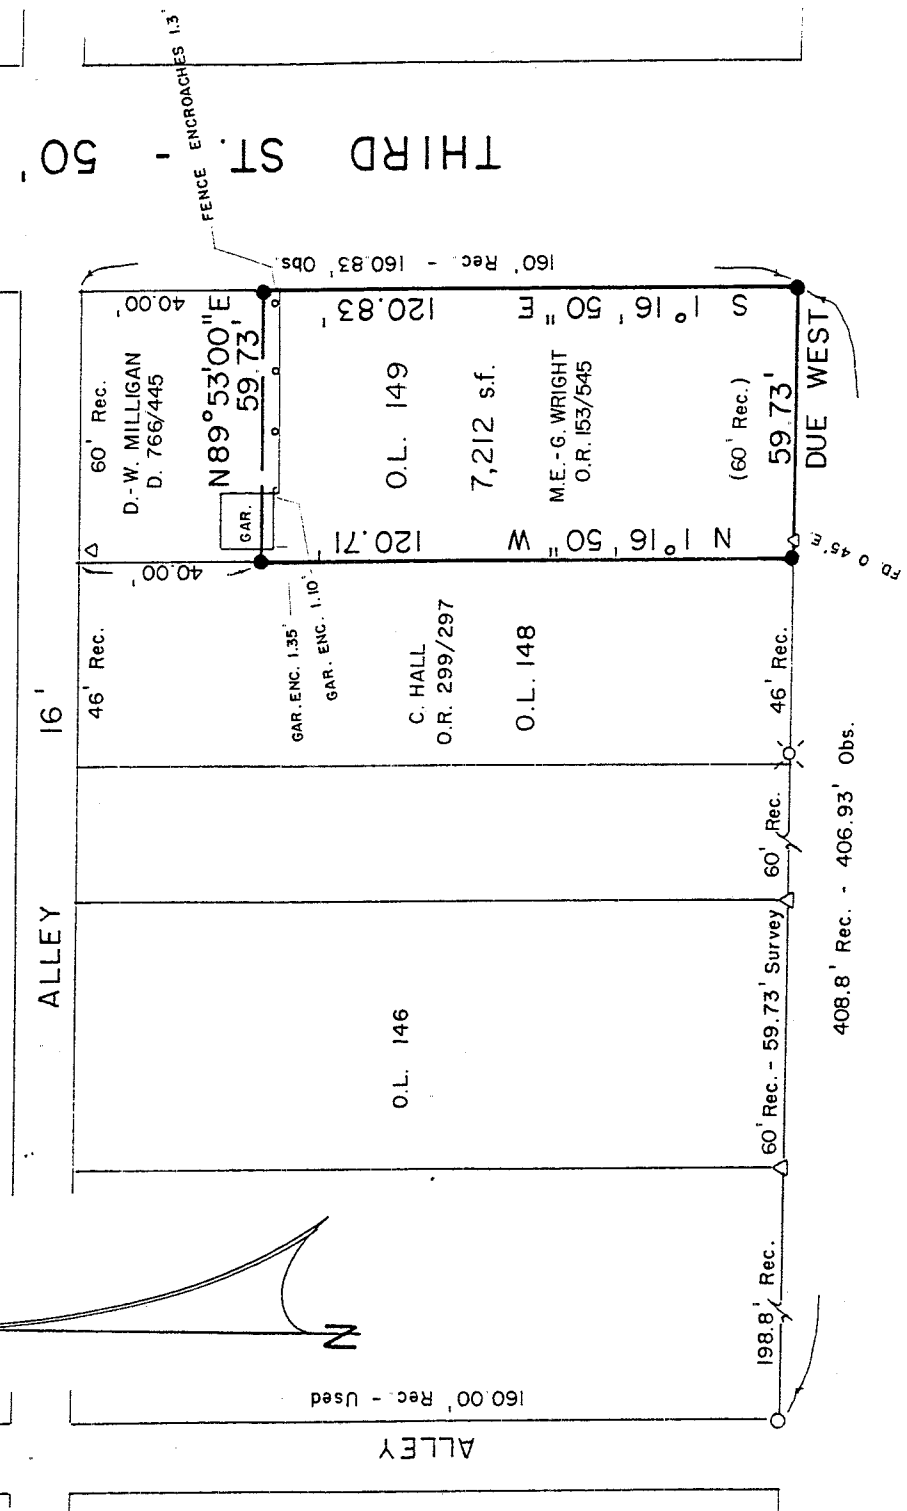 FENCE ENCROACHES 1.3'
THIRD ST. - 50'
160' Rec. - 160.83' Obs.
60' Rec.
D.-W. MILLIGAN
D. 766/445
40.00'
N89°53'00"E
59.73'
GAR.
120.83'
S 1°16'50"E
O.L. 149
7,212 s.f.
M.E.-G. WRIGHT
O.R. 153/545
(60' Rec.)
59.73'
DUE WEST
120.71'
N 1°16'50"W
FD. 0.45' E.
40.00'
ALLEY 16'
46' Rec.
GAR. ENC. 1.35'
GAR. ENC. 1.10'
C. HALL
O.R. 299/297
O.L. 148
46' Rec.
60' Rec.
408.8' Rec. - 406.93' Obs.
O.L. 146
60' Rec. - 59.73' Survey
198.8' Rec.
N
160.00' Rec - Used
ALLEY